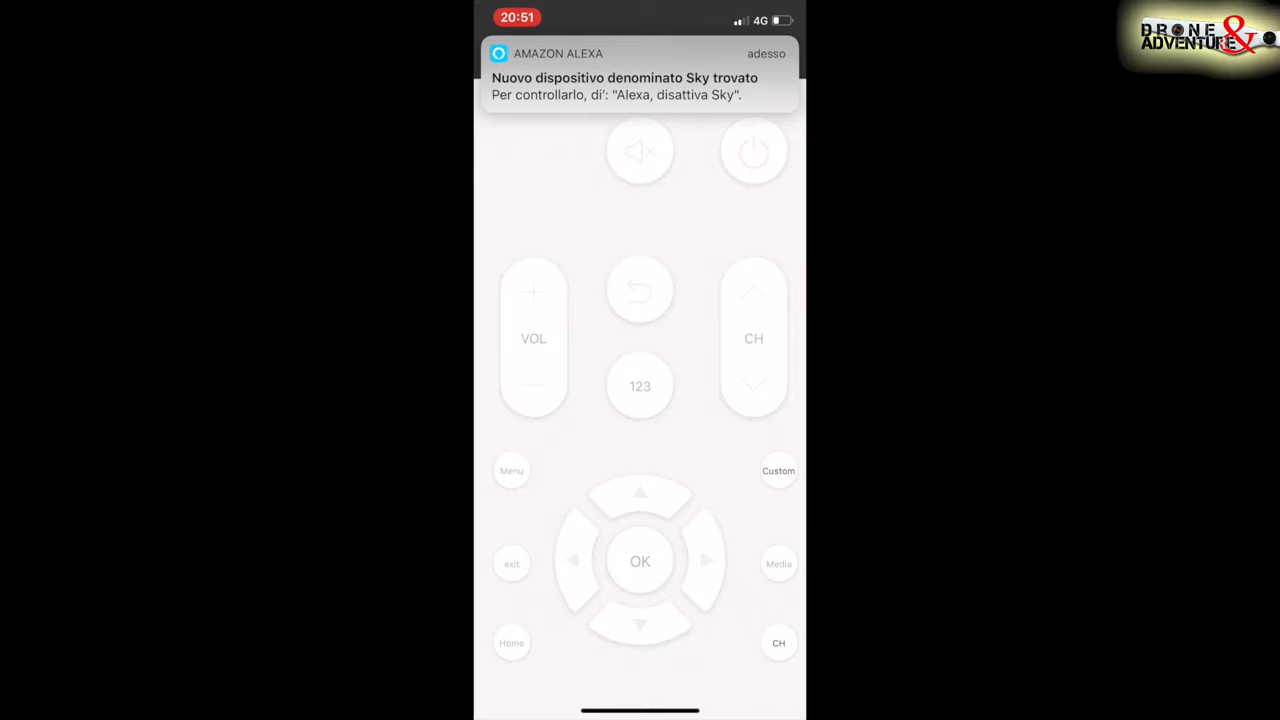 20:51
4G
DRONE &
ADVENTURE
AMAZON ALEXA
adesso
Nuovo dispositivo denominato Sky trovato
Per controllarlo, di': "Alexa, disattiva Sky".
VOL
CH
123
Menu
Custom
OK
exit
Media
Home
CH